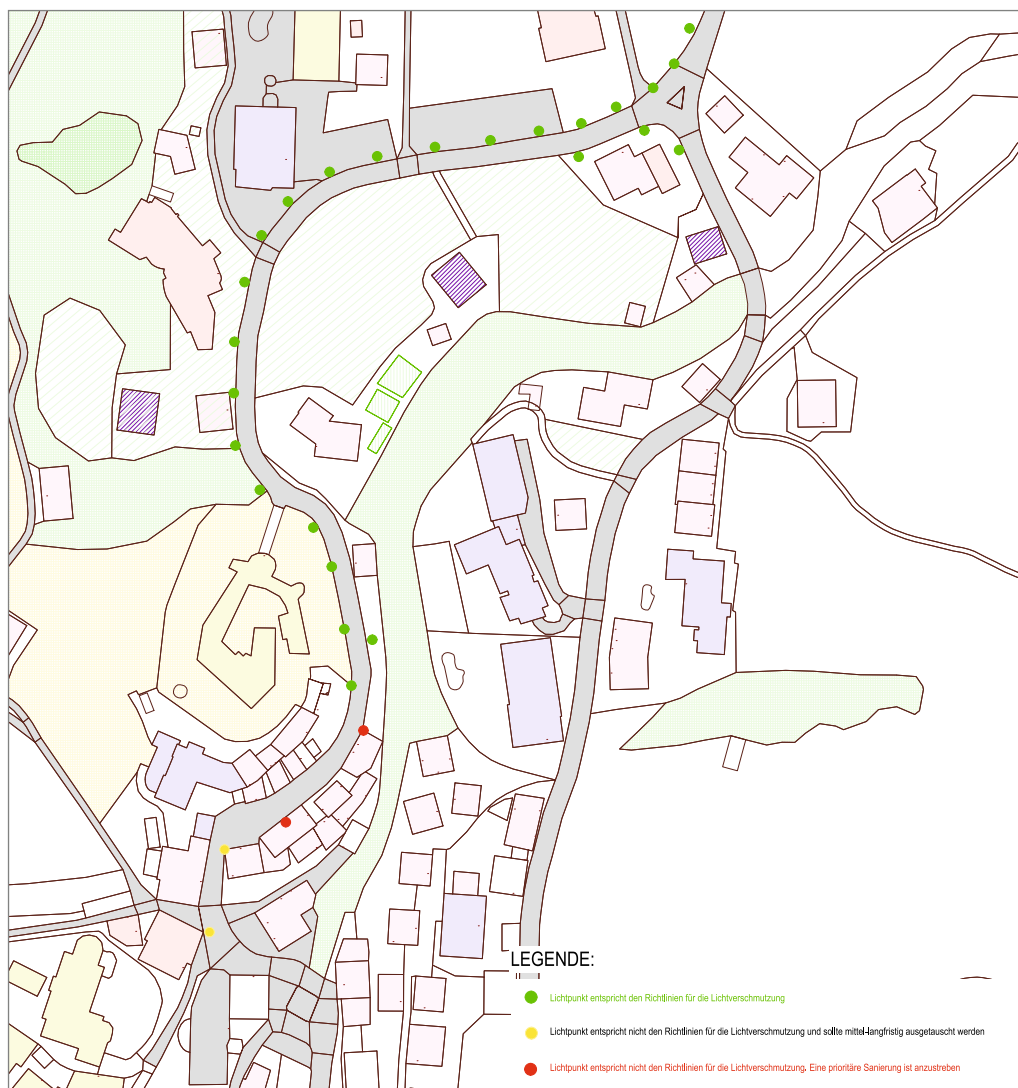 LEGENDE:
Lichtpunkt entspricht den Richtlinien für die Lichtverschmutzung
Lichtpunkt entspricht nicht den Richtlinien für die Lichtverschmutzung und sollte mittel-langfristig ausgetauscht werden
Lichtpunkt entspricht nicht den Richtlinien für die Lichtverschmutzung. Eine prioritäre Sanierung ist anzustreben